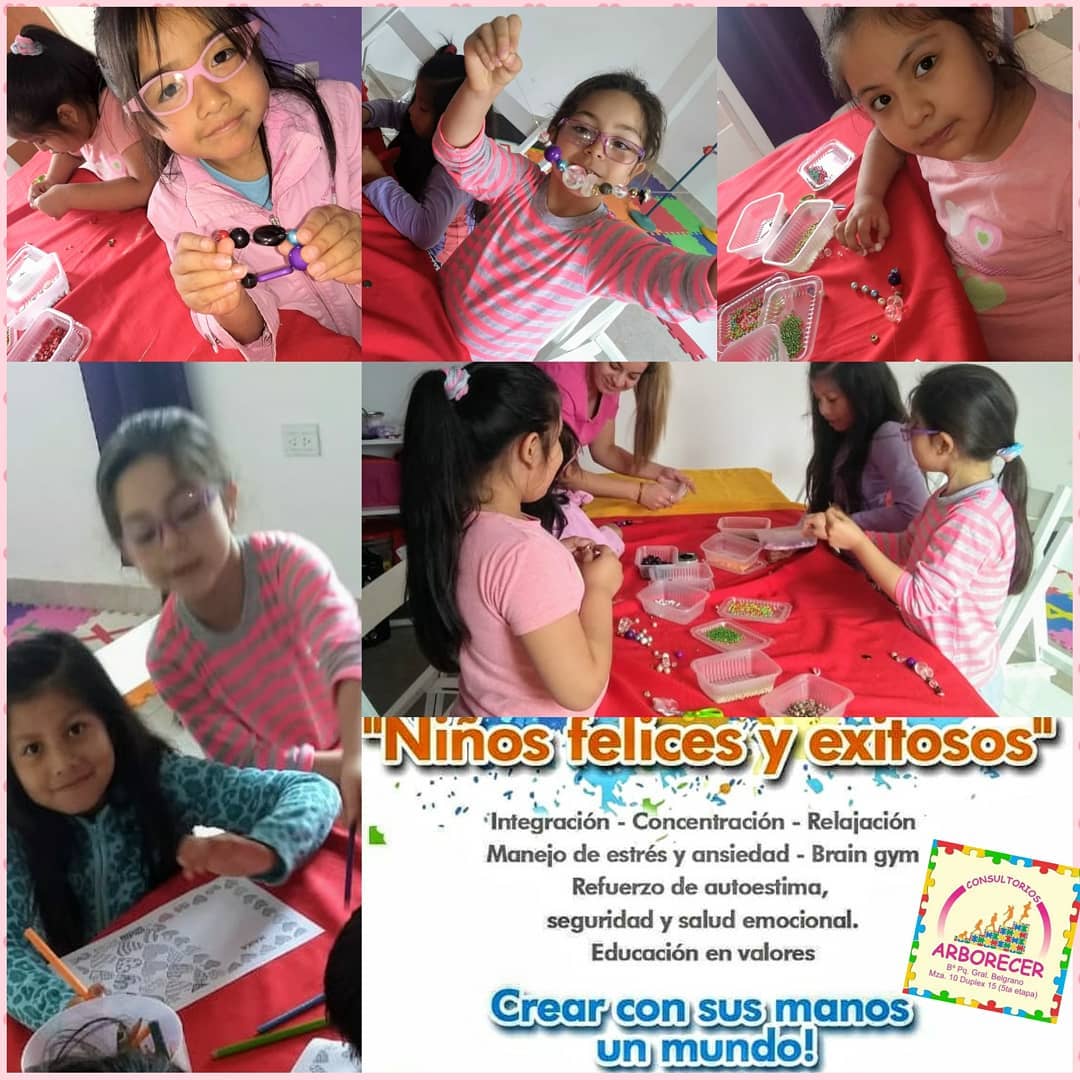 "Niños felices y exitosos"
Integración - Concentración - Relajación
Manejo de estrés y ansiedad - Brain gym
Refuerzo de autoestima,
seguridad y salud emocional.
Educación en valores
Crear con sus manos
un mundo!
CONSULTORIOS
ARBORECER
Bº Pq. Gral. Belgrano
Mza. 10 Duplex 15 (5ta etapa)